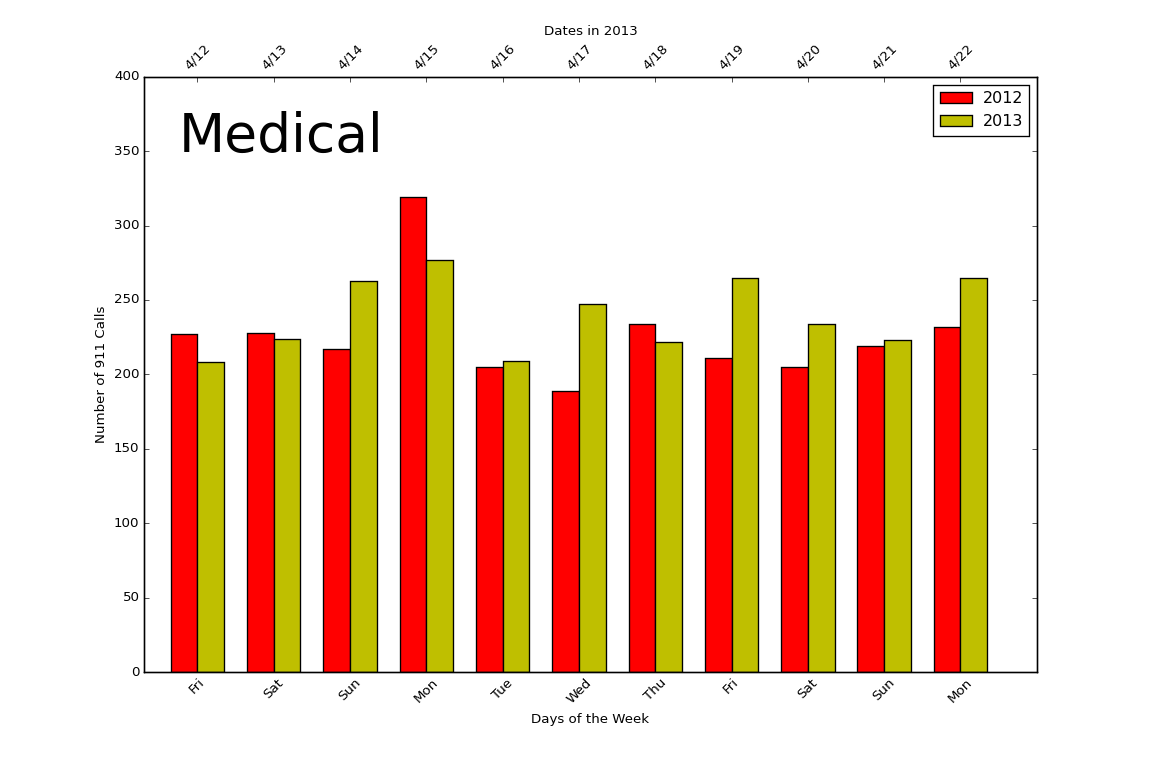 Dates in 2013
4/12 4/13 4/14 4/15 4/16 4/17 4/18 4/19 4/20 4/21 4/22
Medical
2012
2013
400
350
300
250
200
150
100
50
0
Number of 911 Calls
Fri Sat Sun Mon Tue Wed Thu Fri Sat Sun Mon
Days of the Week